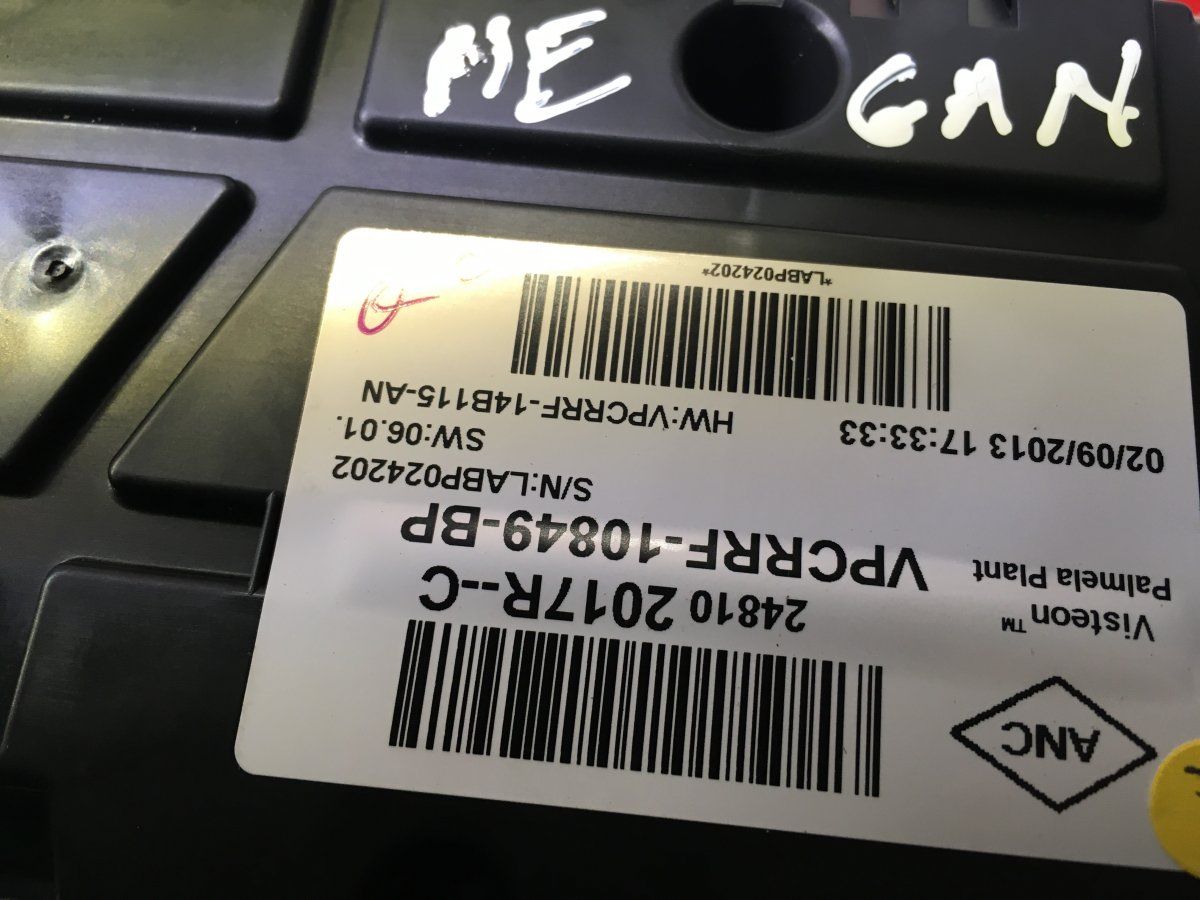 ME GAN
ANC
Visteon™
Palmela Plant
24810 2017R--C
VPCRRF-10849-BP
S/N:LABP024202
SW:06.01.
02/09/2013 17:33:33
HW:VPCRRF-14B115-AN
*LABP024202*